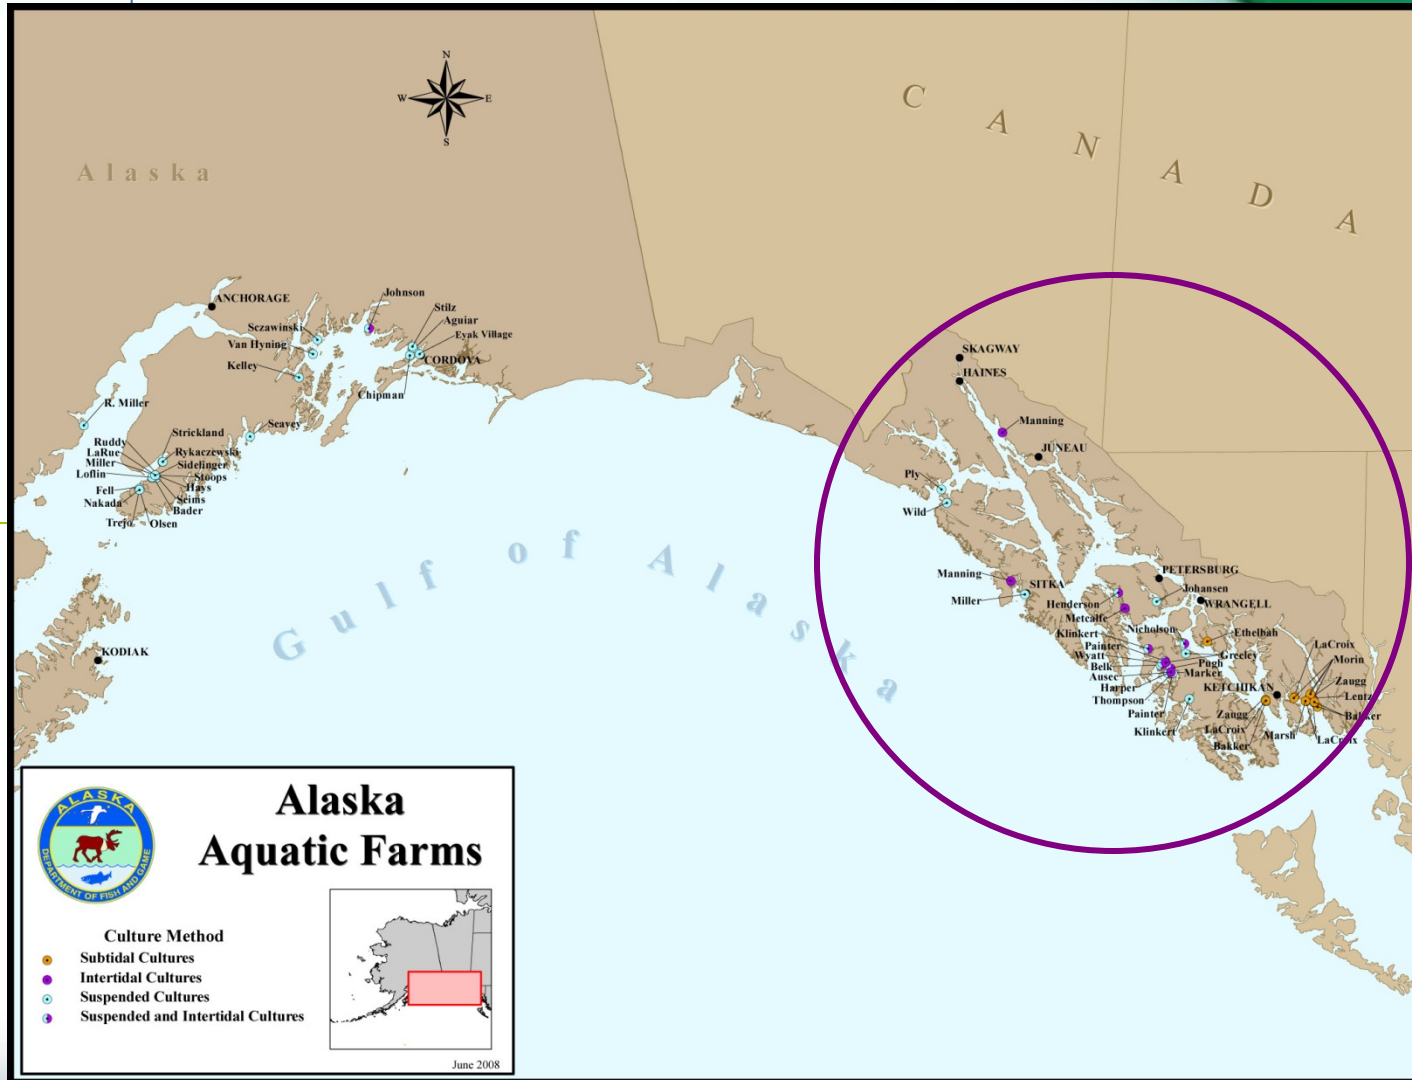 N
W
E
S
C A N A D A
Alaska
ANCHORAGE
Johnson
Stilz
Aguiar
Eyak Village
Sczawinski
Van Hyning
CORDOVA
Kelley
Chipman
R. Miller
Seavey
Strickland
Ruddy
LaRue
Rykaczewski
Miller
Sidelinger
Loflin
Stoops
Hays
Fell
Seims
Nakada
Bader
Trejo
Olsen
KODIAK
Gulf of Alaska
SKAGWAY
HAINES
Manning
JUNEAU
Ply
Wild
PETERSBURG
Manning
SITKA
Johansen
Miller
Henderson
WRANGELL
Metcalfe
Nicholson
Klinkert
Ethelbah
Painter
LaCroix
Wyatt
Greeley
Morin
Belk
Pugh
Ausec
Marker
Zaugg
Harper
KETCHIKAN
Lentz
Thompson
Painter
Zaugg
Bakker
Klinkert
LaCroix
Marsh
LaCroix
Bakker
Alaska
Aquatic Farms
ALASKA
DEPARTMENT OF FISH AND GAME
Culture Method
Subtidal Cultures
Intertidal Cultures
Suspended Cultures
Suspended and Intertidal Cultures
June 2008